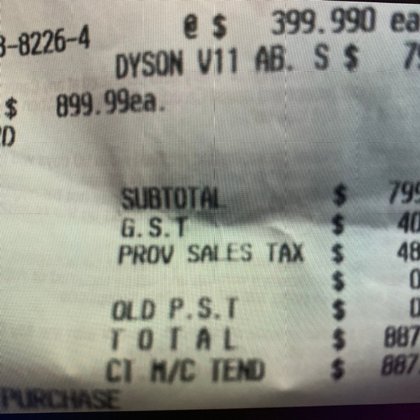 @ $ 399.990 ea
3-8226-4
DYSON V11 AB. S $ 79
$ 899.99ea.
SUBTOTAL $ 799
G.S.T $ 40
PROV SALES TAX $ 48
$ 0
OLD P.S.T $ 0
TOTAL $ 887
CT M/C TEND $ 887.
PURCHASE